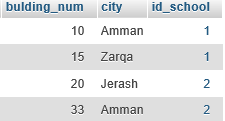 bulding_num city id_school
10 Amman 1
15 Zarqa 1
20 Jerash 2
33 Amman 2